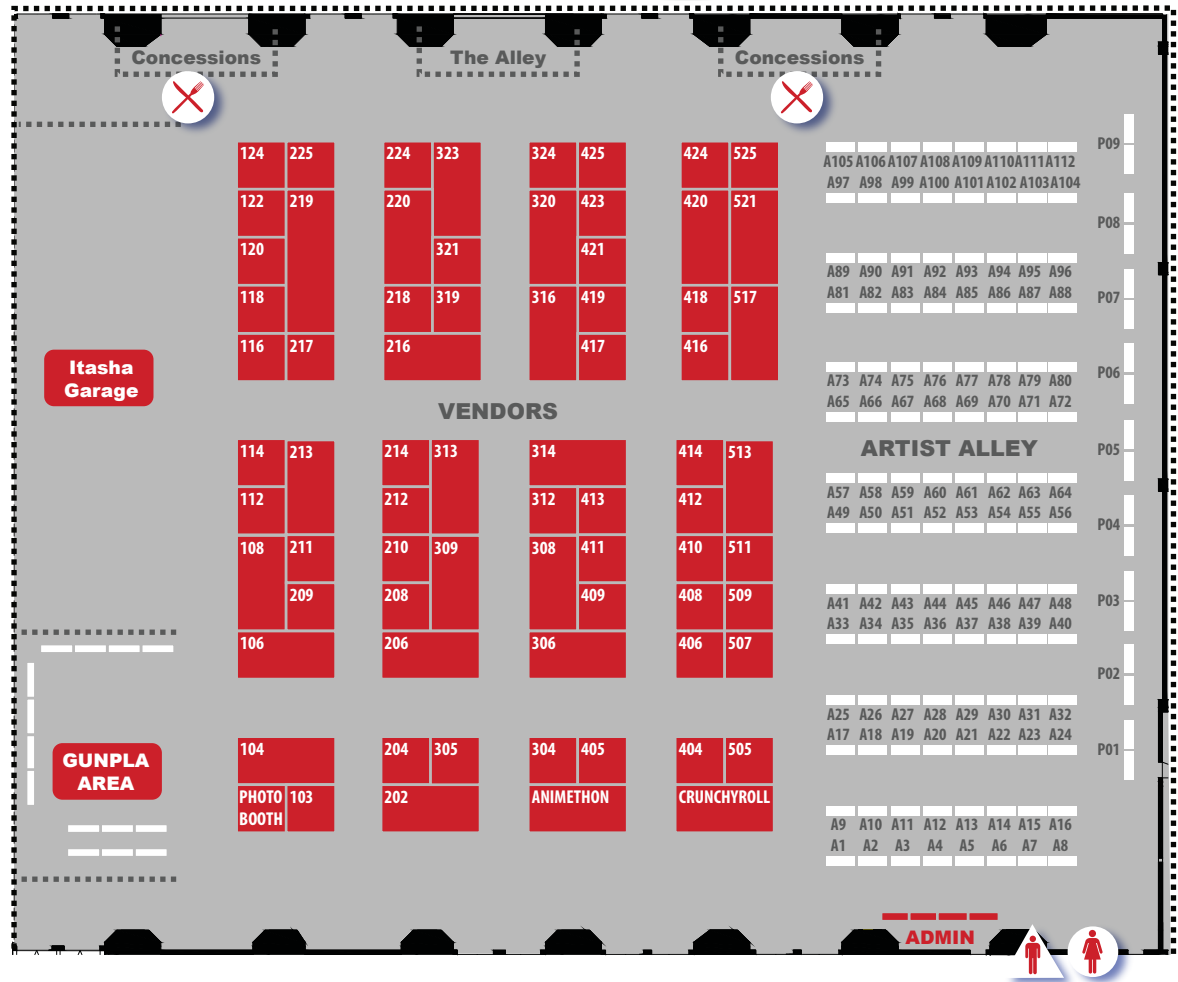 Concessions The Alley Concessions
124 225 224 323 324 425 424 525
P09
A105 A106 A107 A108 A109 A110 A111 A112
A97 A98 A99 A100 A101 A102 A103 A104
122 219 220 320 423 420 521
P08
120 321 421
A89 A90 A91 A92 A93 A94 A95 A96
A81 A82 A83 A84 A85 A86 A87 A88
118 218 319 316 419 418 517
P07
116 217 216 417 416
Itasha
Garage
P06
A73 A74 A75 A76 A77 A78 A79 A80
A65 A66 A67 A68 A69 A70 A71 A72
VENDORS
ARTIST ALLEY
114 213 214 313 314 414 513
P05
112 212 312 413 412
A57 A58 A59 A60 A61 A62 A63 A64
A49 A50 A51 A52 A53 A54 A55 A56
P04
108 211 210 309 308 411 410 511
209 208 409 408 509
P03
A41 A42 A43 A44 A45 A46 A47 A48
A33 A34 A35 A36 A37 A38 A39 A40
106 206 306 406 507
P02
A25 A26 A27 A28 A29 A30 A31 A32
A17 A18 A19 A20 A21 A22 A23 A24
104 204 305 304 405 404 505
P01
GUNPLA
AREA
PHOTO
BOOTH
103 202 ANIMETHON CRUNCHYROLL
A9 A10 A11 A12 A13 A14 A15 A16
A1 A2 A3 A4 A5 A6 A7 A8
ADMIN